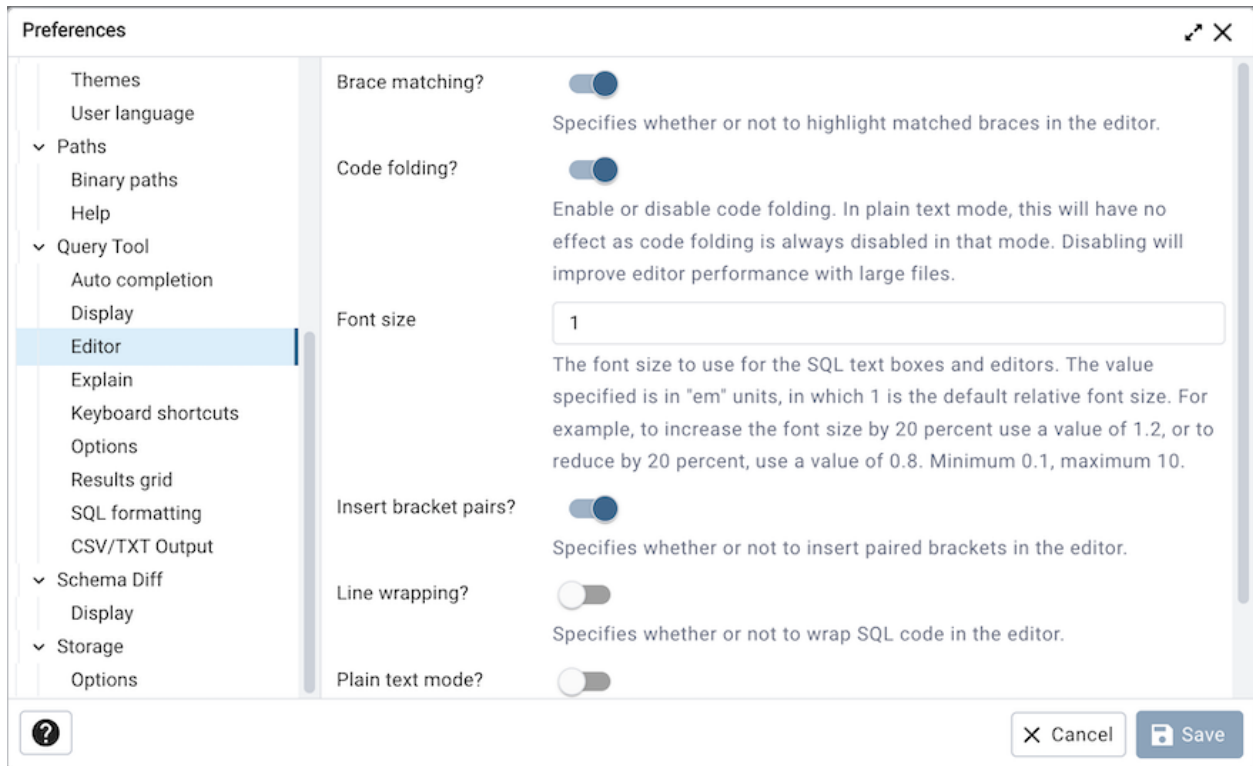 Preferences
Themes
User language
Paths
Binary paths
Help
Query Tool
Auto completion
Display
Editor
Explain
Keyboard shortcuts
Options
Results grid
SQL formatting
CSV/TXT Output
Schema Diff
Display
Storage
Options
Brace matching?
Specifies whether or not to highlight matched braces in the editor.
Code folding?
Enable or disable code folding. In plain text mode, this will have no
effect as code folding is always disabled in that mode. Disabling will
improve editor performance with large files.
Font size
1
The font size to use for the SQL text boxes and editors. The value
specified is in "em" units, in which 1 is the default relative font size. For
example, to increase the font size by 20 percent use a value of 1.2, or to
reduce by 20 percent, use a value of 0.8. Minimum 0.1, maximum 10.
Insert bracket pairs?
Specifies whether or not to insert paired brackets in the editor.
Line wrapping?
Specifies whether or not to wrap SQL code in the editor.
Plain text mode?
?
Cancel
Save